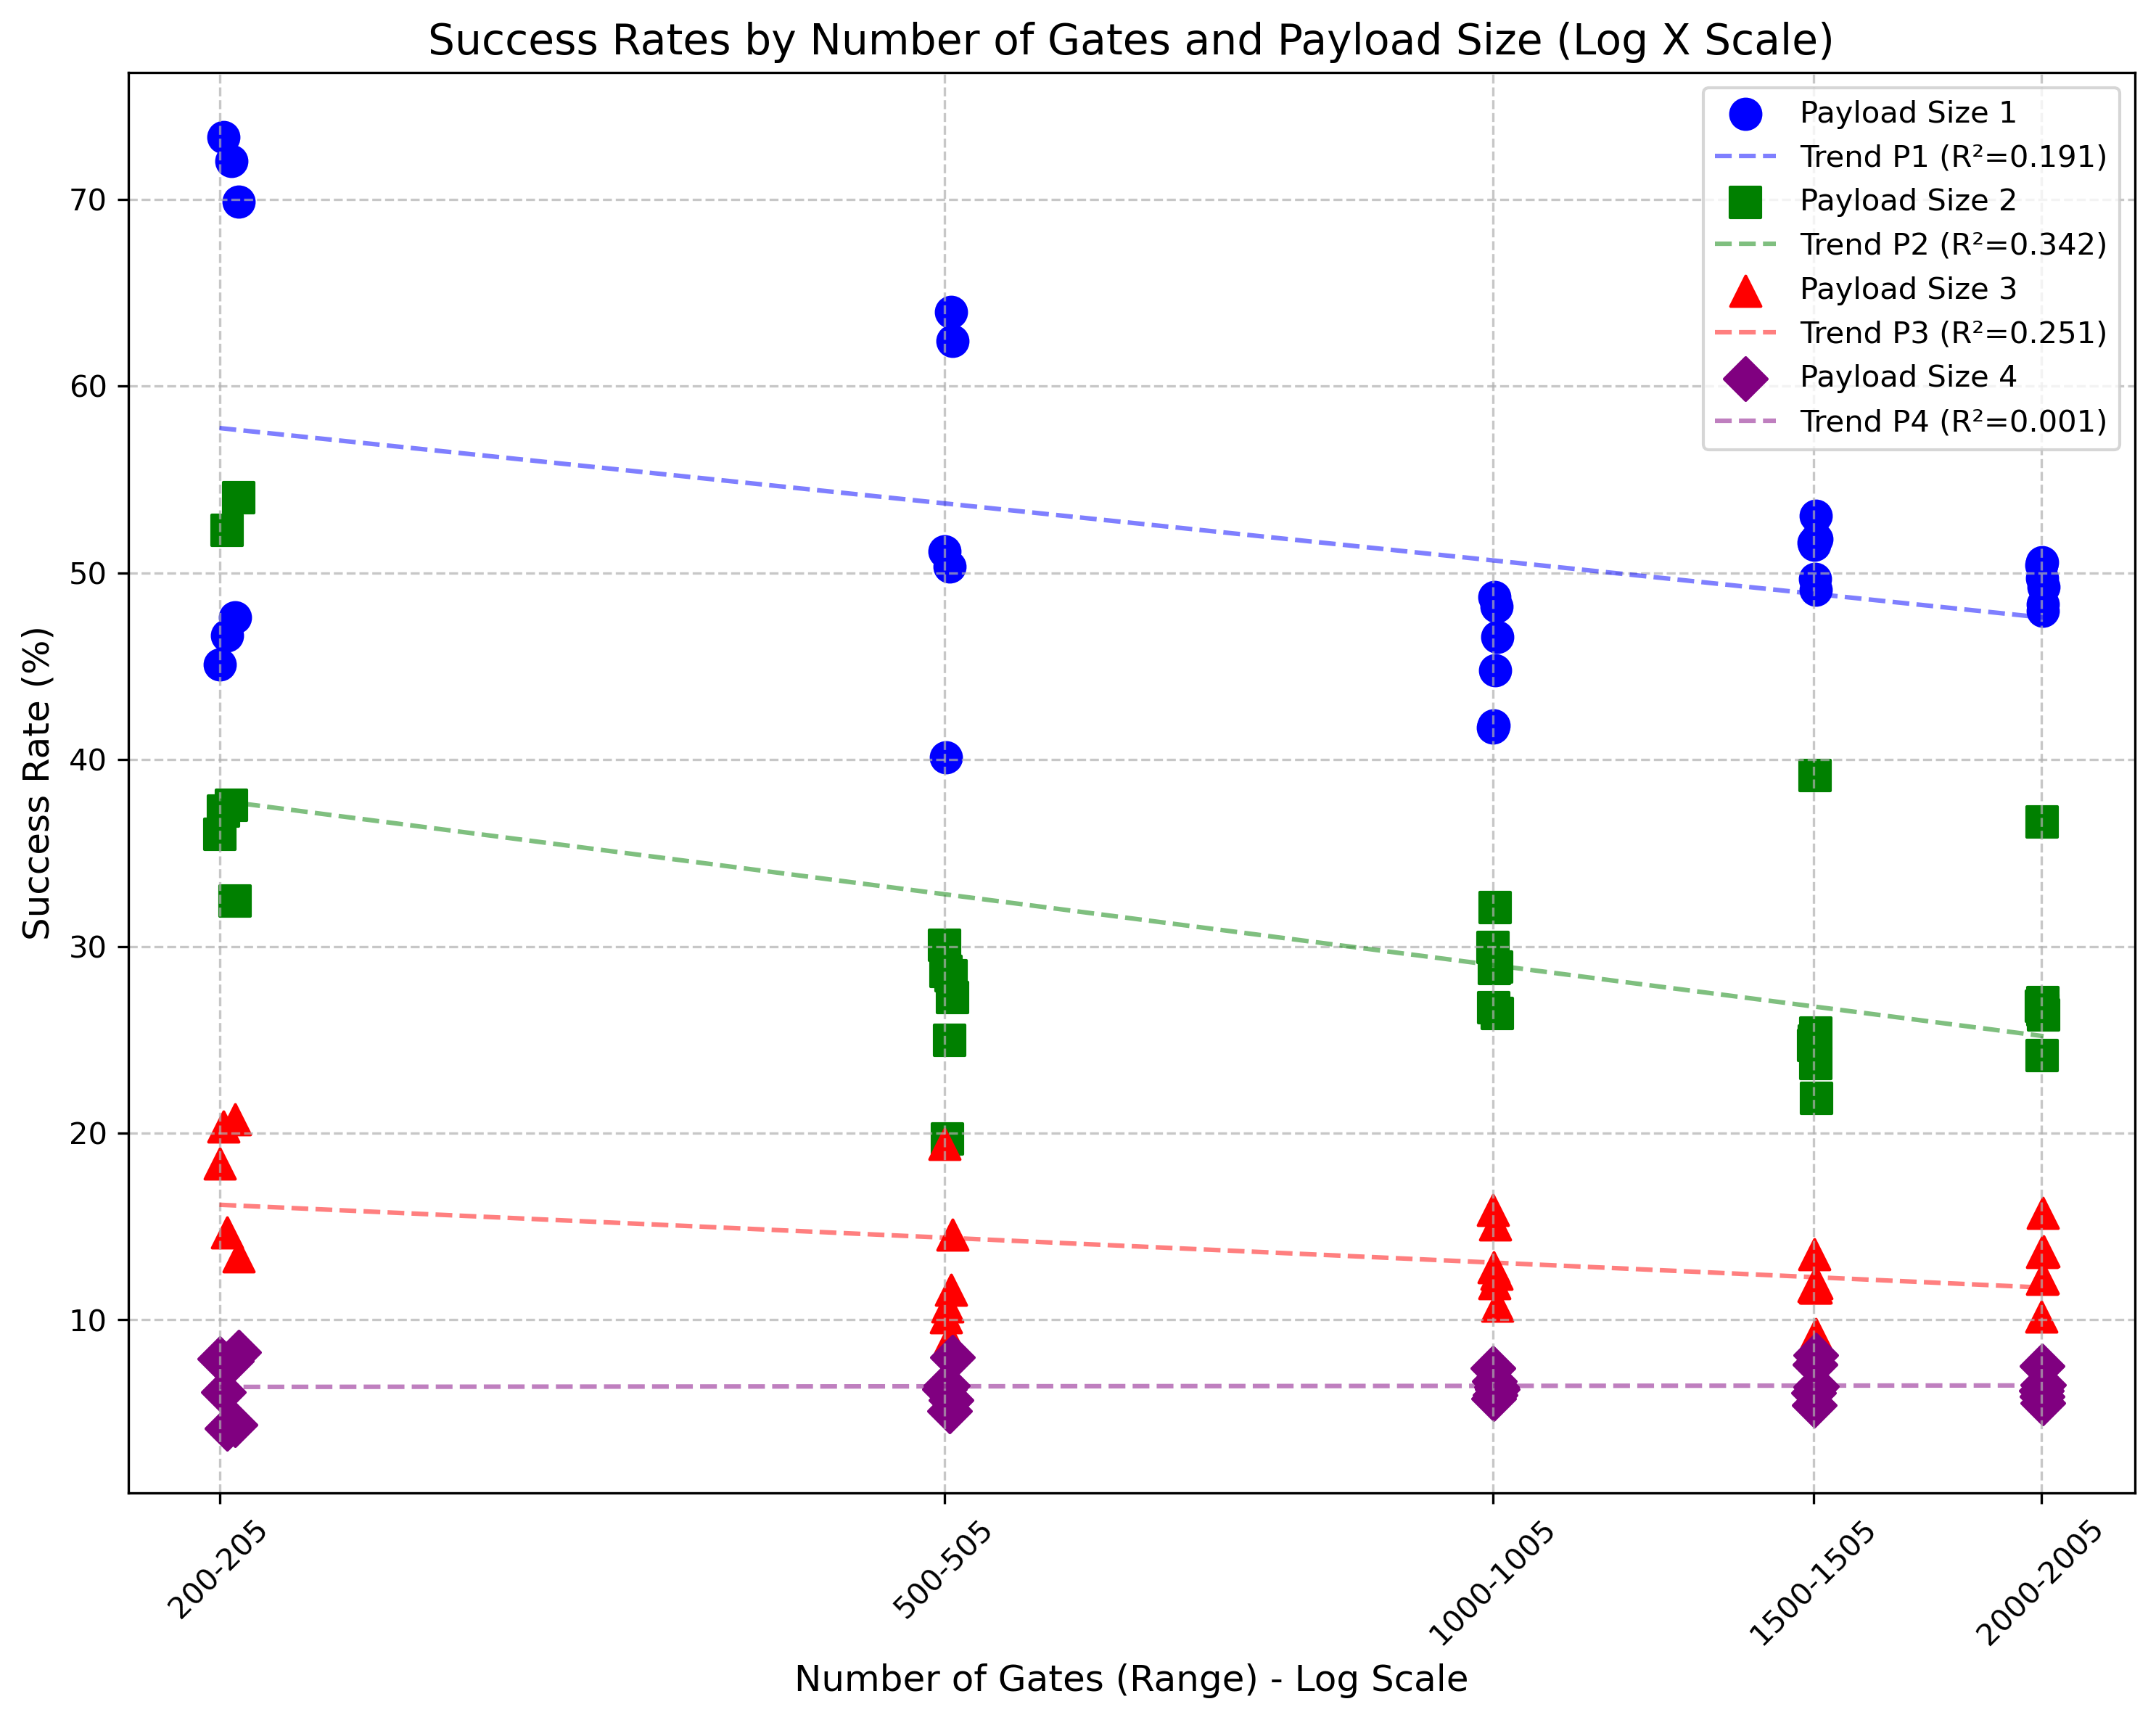 Success Rates by Number of Gates and Payload Size (Log X Scale)
Payload Size 1
Trend P1 (R²=0.191)
Payload Size 2
Trend P2 (R²=0.342)
Payload Size 3
Trend P3 (R²=0.251)
Payload Size 4
Trend P4 (R²=0.001)
Success Rate (%)
70
60
50
40
30
20
10
200-205
500-505
1000-1005
1500-1505
2000-2005
Number of Gates (Range) - Log Scale